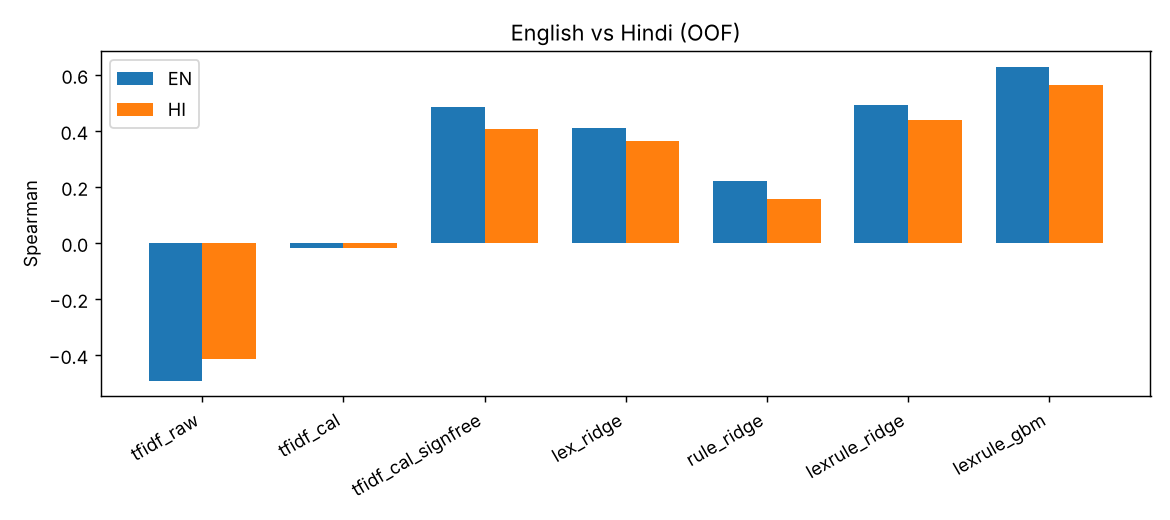 English vs Hindi (OOF)
EN
HI
Spearman
0.6
0.4
0.2
0.0
−0.2
−0.4
tfidf_raw
tfidf_cal
tfidf_cal_signfree
lex_ridge
rule_ridge
lexrule_ridge
lexrule_gbm